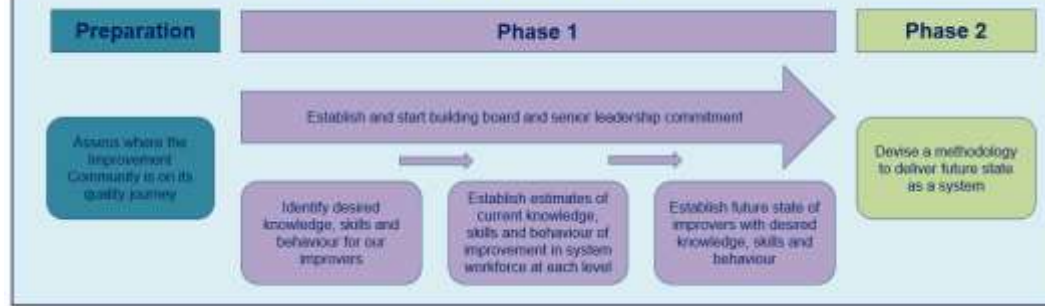 Preparation
Phase 1
Phase 2
Establish and start building board and senior leadership commitment
Assess where the
Improvement
Community is on its
quality journey
Identify desired
knowledge, skills and
behaviour for our
improvers
Establish estimates of
current knowledge,
skills and behaviour of
improvement in system
workforce at each level
Establish future state of
improvers with desired
knowledge, skills and
behaviour
Devise a methodology
to deliver future state
as a system